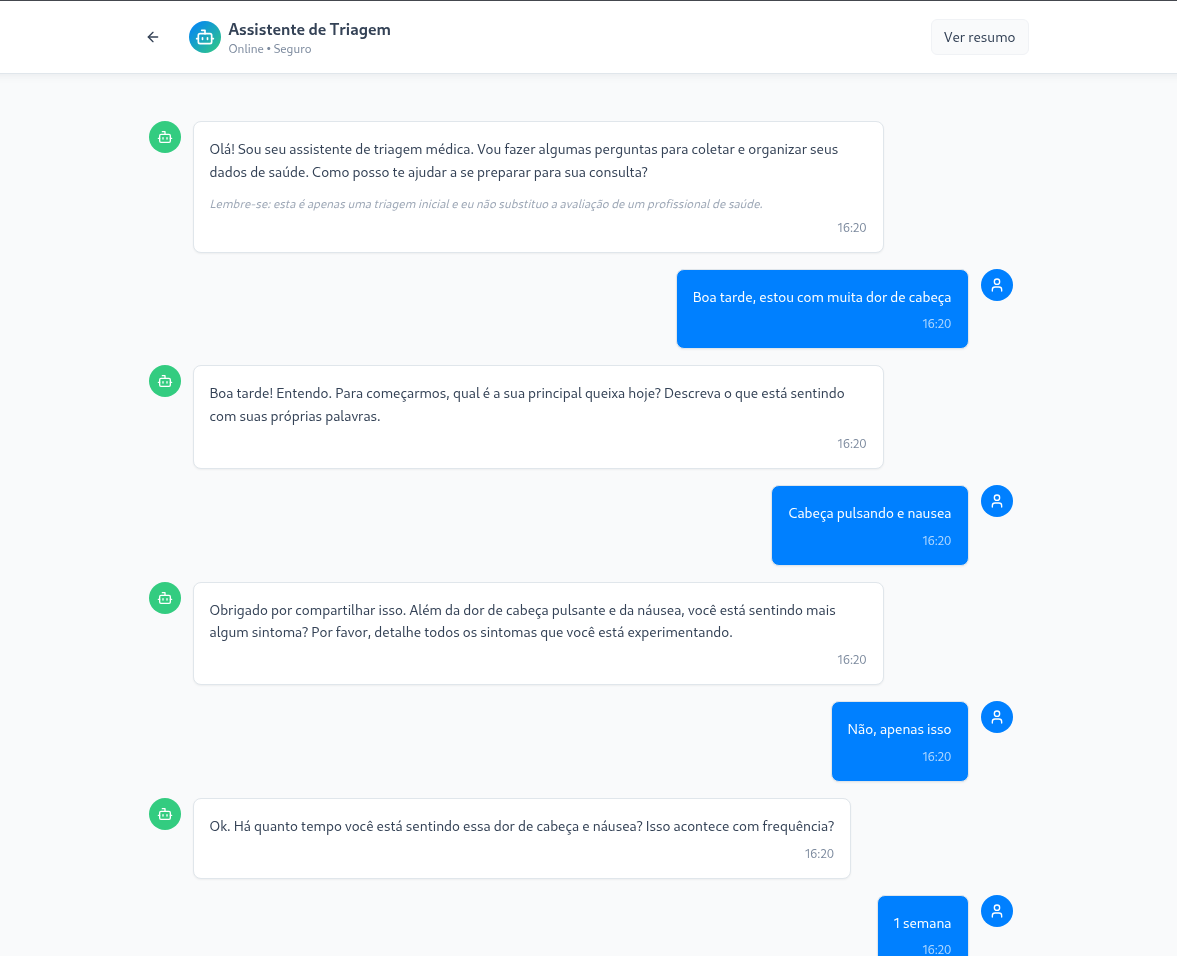 Assistente de Triagem
Online • Seguro
Ver resumo
Olá! Sou seu assistente de triagem médica. Vou fazer algumas perguntas para coletar e organizar seus
dados de saúde. Como posso te ajudar a se preparar para sua consulta?
Lembre-se: esta é apenas uma triagem inicial e eu não substituo a avaliação de um profissional de saúde.
16:20
Boa tarde, estou com muita dor de cabeça
16:20
Boa tarde! Entendo. Para começarmos, qual é a sua principal queixa hoje? Descreva o que está sentindo
com suas próprias palavras.
16:20
Cabeça pulsando e nausea
16:20
Obrigado por compartilhar isso. Além da dor de cabeça pulsante e da náusea, você está sentindo mais
algum sintoma? Por favor, detalhe todos os sintomas que você está experimentando.
16:20
Não, apenas isso
16:20
Ok. Há quanto tempo você está sentindo essa dor de cabeça e náusea? Isso acontece com frequência?
16:20
1 semana
16:20